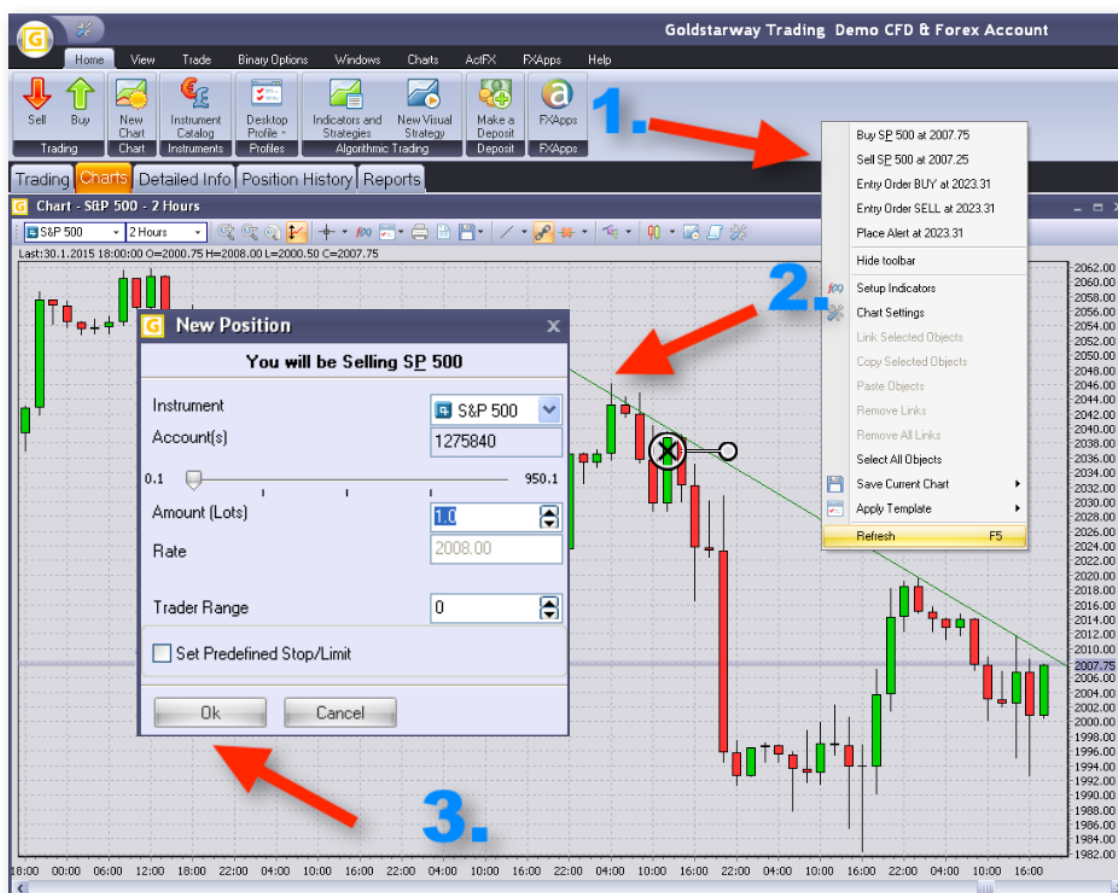 Goldstarway Trading Demo CFD & Forex Account
Home View Trade Binary Options Windows Charts ActFX FXApps Help
Sell Buy New Chart Instrument Catalog Desktop Profile Indicators and Strategies New Visual Strategy Make a Deposit FXApps
Trading Chart Instruments Profiles Algorithmic Trading Deposit FXApps
1.
Trading Charts Detailed Info Position History Reports
Chart - S&P 500 - 2 Hours
S&P 500 2 Hours
Last:30.1.2015 18:00:00 O=2000.75 H=2008.00 L=2000.50 C=2007.75
Buy SP 500 at 2007.75
Sell SP 500 at 2007.25
Entry Order BUY at 2023.31
Entry Order SELL at 2023.31
Place Alert at 2023.31
Hide toolbar
f(x) Setup Indicators
Chart Settings
Link Selected Objects
Copy Selected Objects
Paste Objects
Remove Links
Remove All Links
Select All Objects
Save Current Chart
Apply Template
Refresh F5
2.
New Position
You will be Selling SP 500
Instrument S&P 500
Account(s) 1275840
0.1 950.1
Amount (Lots) 1.0
Rate 2008.00
Trader Range 0
Set Predefined Stop/Limit
Ok Cancel
3.
2062.00
2060.00
2058.00
2056.00
2054.00
2052.00
2050.00
2048.00
2046.00
2044.00
2042.00
2040.00
2038.00
2036.00
2034.00
2032.00
2030.00
2028.00
2026.00
2024.00
2022.00
2020.00
2018.00
2016.00
2014.00
2012.00
2010.00
2007.75
2006.00
2004.00
2002.00
2000.00
1998.00
1996.00
1994.00
1992.00
1990.00
1988.00
1986.00
1984.00
1982.00
18:00 00:00 06:00 12:00 18:00 22:00 04:00 10:00 16:00 22:00 04:00 10:00 16:00 22:00 04:00 10:00 16:00 22:00 04:00 10:00 16:00 22:00 04:00 10:00 16:00